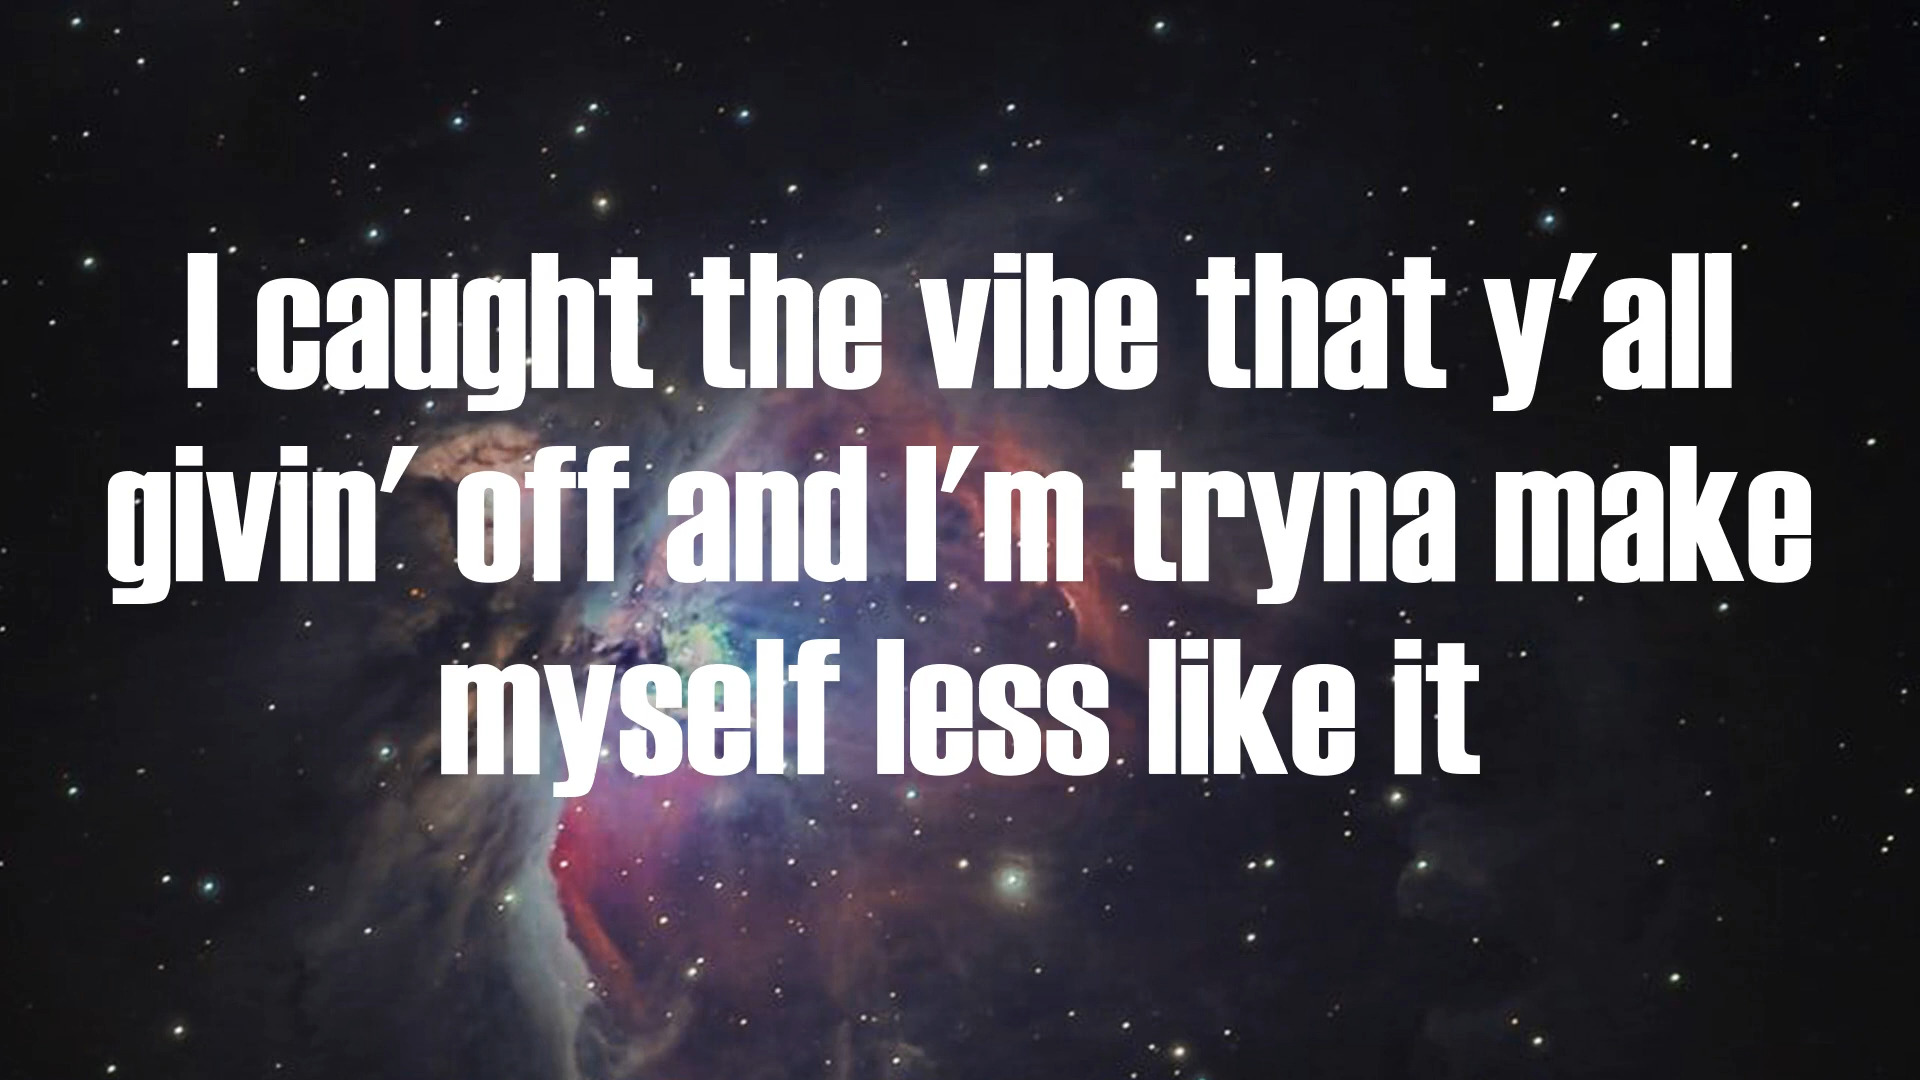 I caught the vibe that y'all
givin' off and I'm tryna make
myself less like it